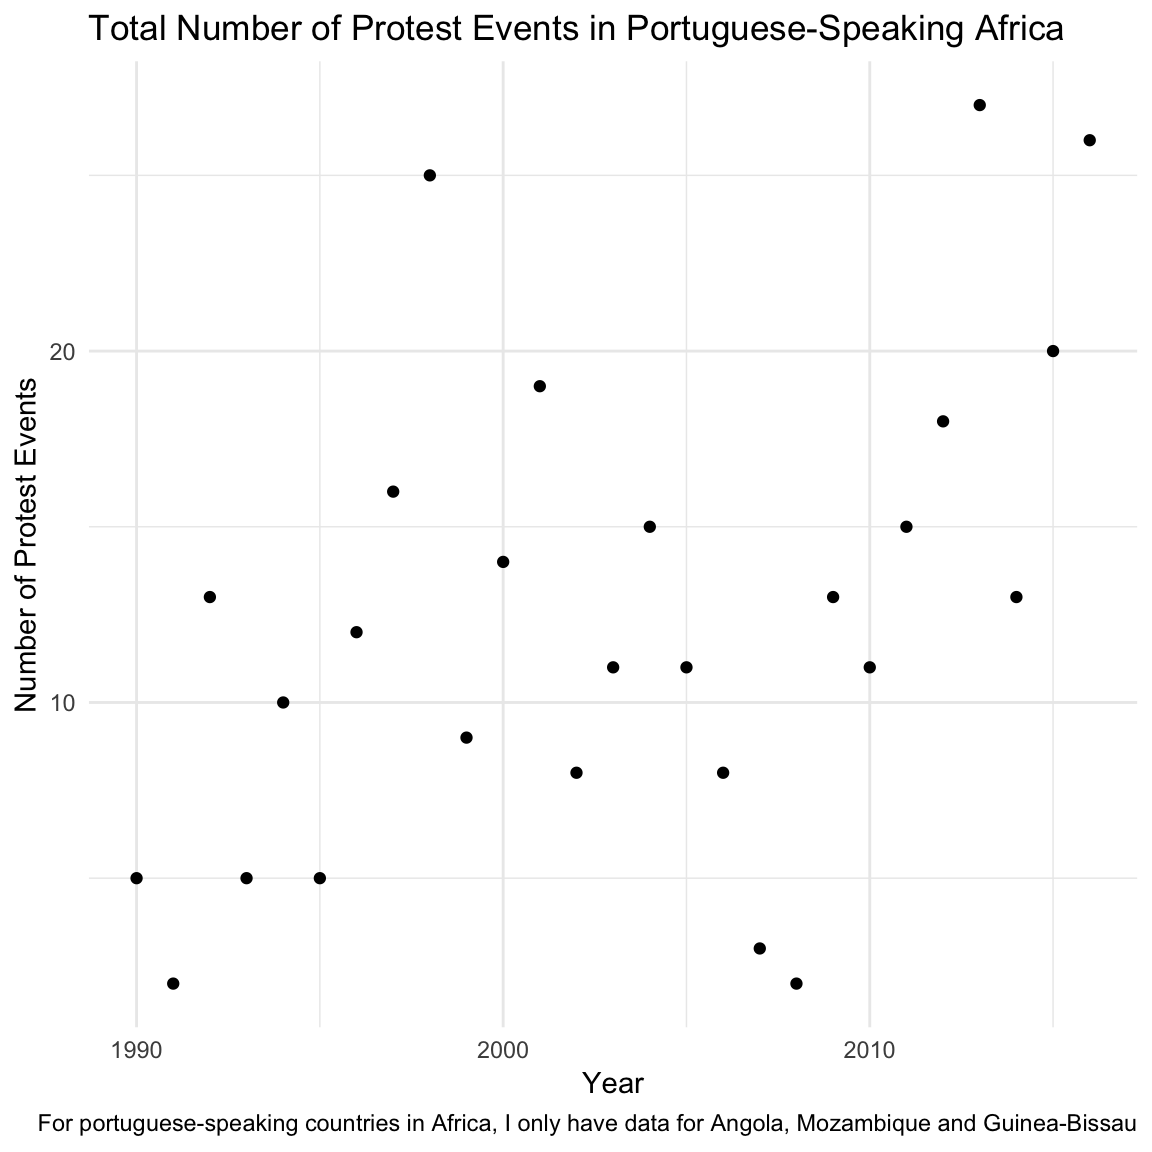 Total Number of Protest Events in Portuguese-Speaking Africa
Number of Protest Events
20
10
1990
2000
2010
Year
For portuguese-speaking countries in Africa, I only have data for Angola, Mozambique and Guinea-Bissau